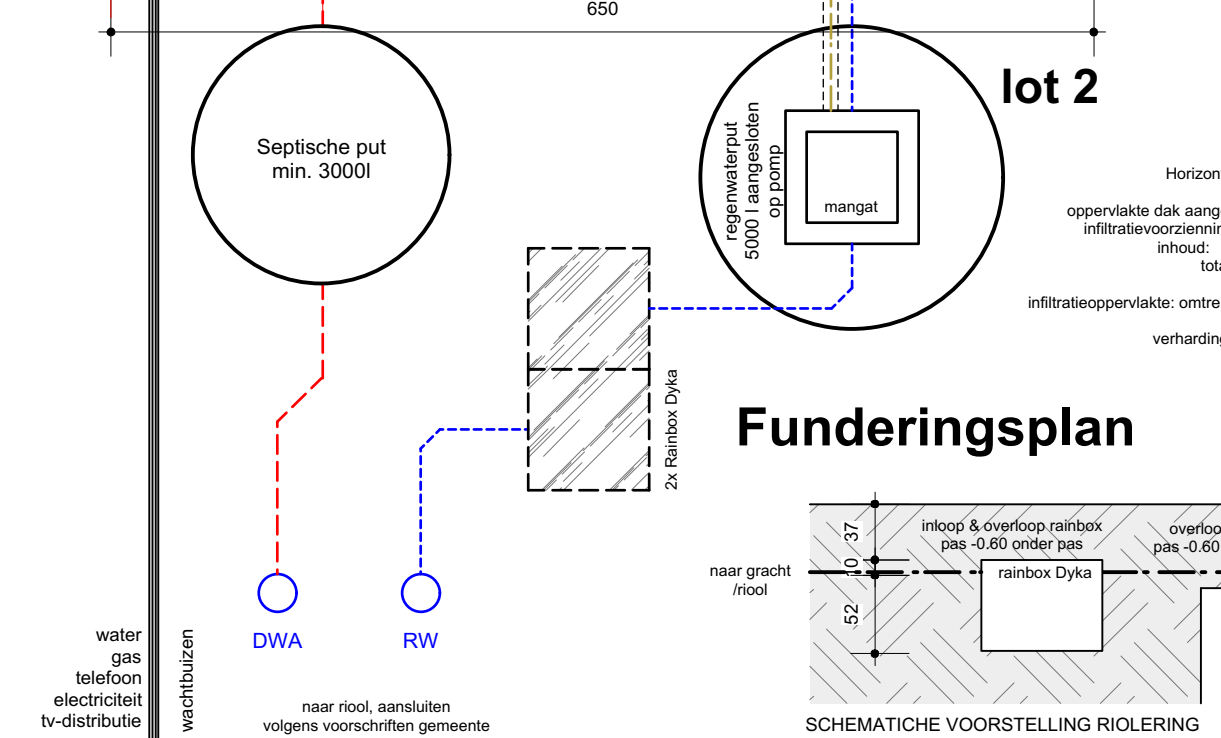 650
lot 2
Septische put
min. 3000l
regenwaterput
5000 l aangesloten
op pomp
mangat
Horizon
oppervlakte dak aang
infiltratievoorziennin
inhoud:
tota
infiltratieoppervlakte: omtre
verharding
2x Rainbox Dyka
Funderingsplan
37
10
52
inloop & overloop rainbox
pas -0.60 onder pas
overloo
pas -0.60
naar gracht
/riool
rainbox Dyka
DWA
RW
water
gas
telefoon
electriciteit
tv-distributie
wachtbuizen
naar riool, aansluiten
volgens voorschriften gemeente
SCHEMATICHE VOORSTELLING RIOLERING